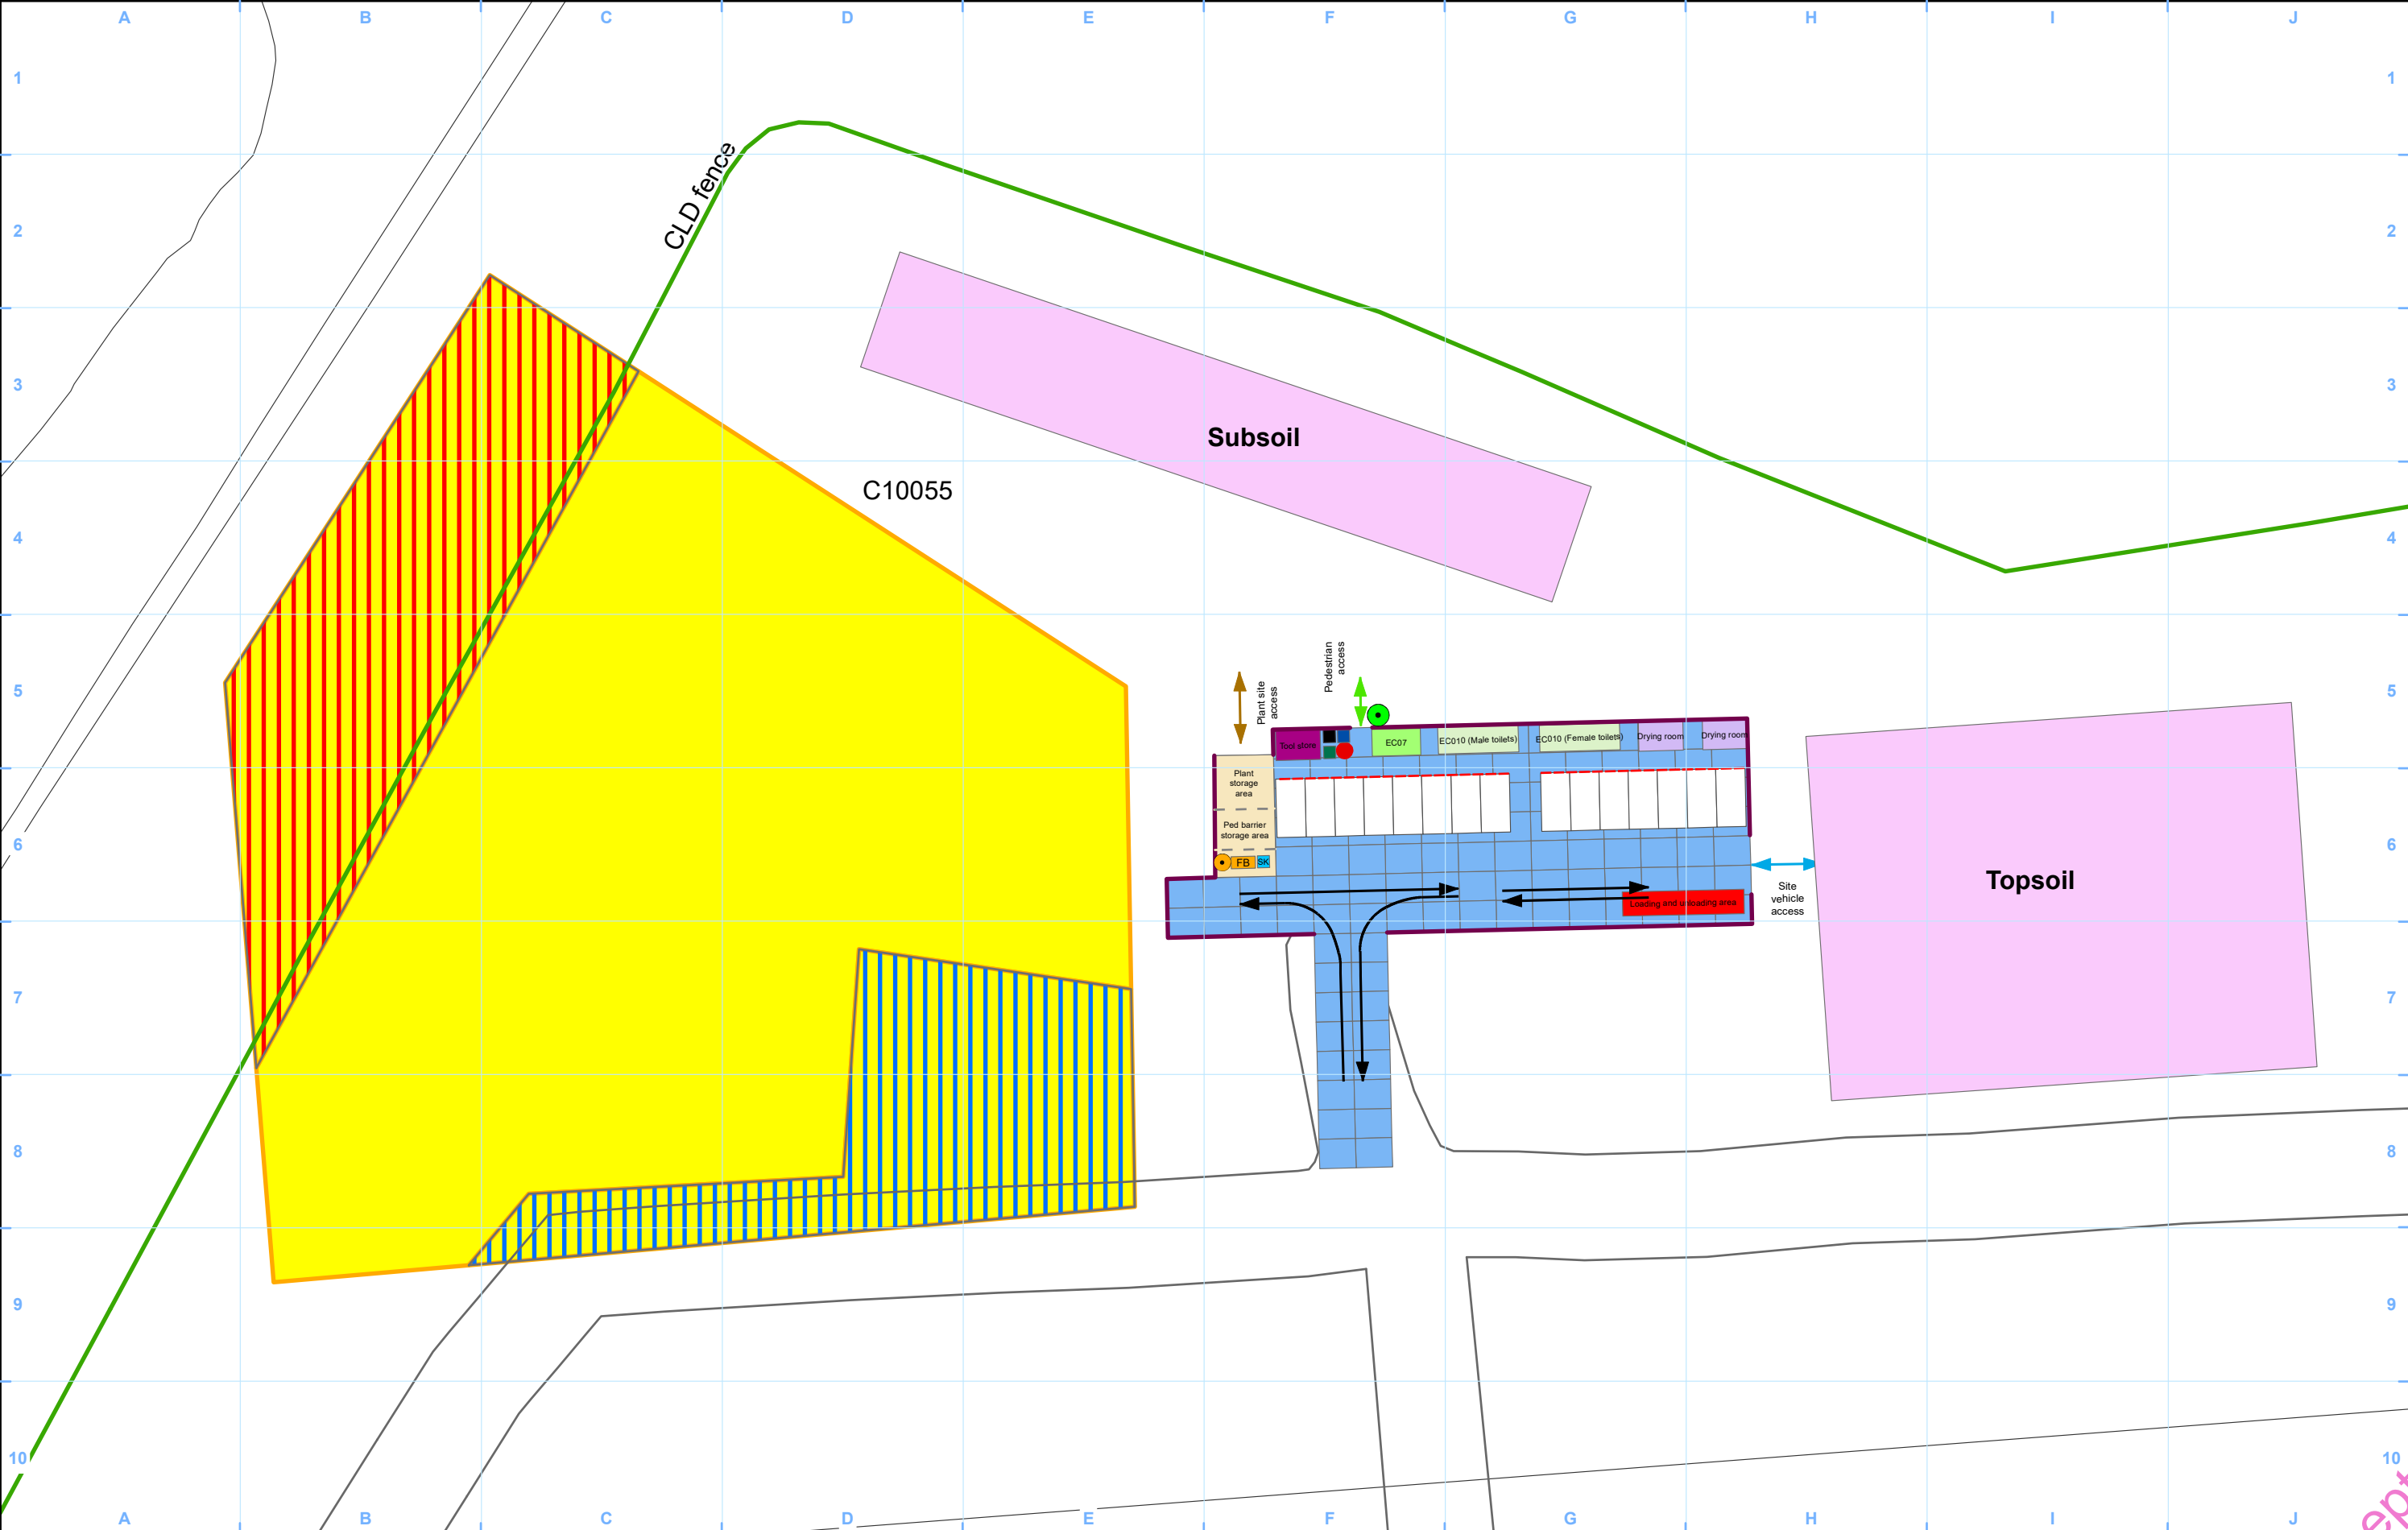 A B C D E F G H I J
1 1
CLD fence
2 2
3 3
Subsoil
C10055
4 4
Pedestrian
access
5 5
Plant site
access
Tool store
EC07
EC010 (Male toilets)
EC010 (Female toilets)
Drying room
Drying room
Plant
storage
area
Ped barrier
storage area
6 6
FB
SK
Topsoil
Site
vehicle
access
Loading and unloading area
7 7
8 8
9 9
10 10
A B C D E F G H I J